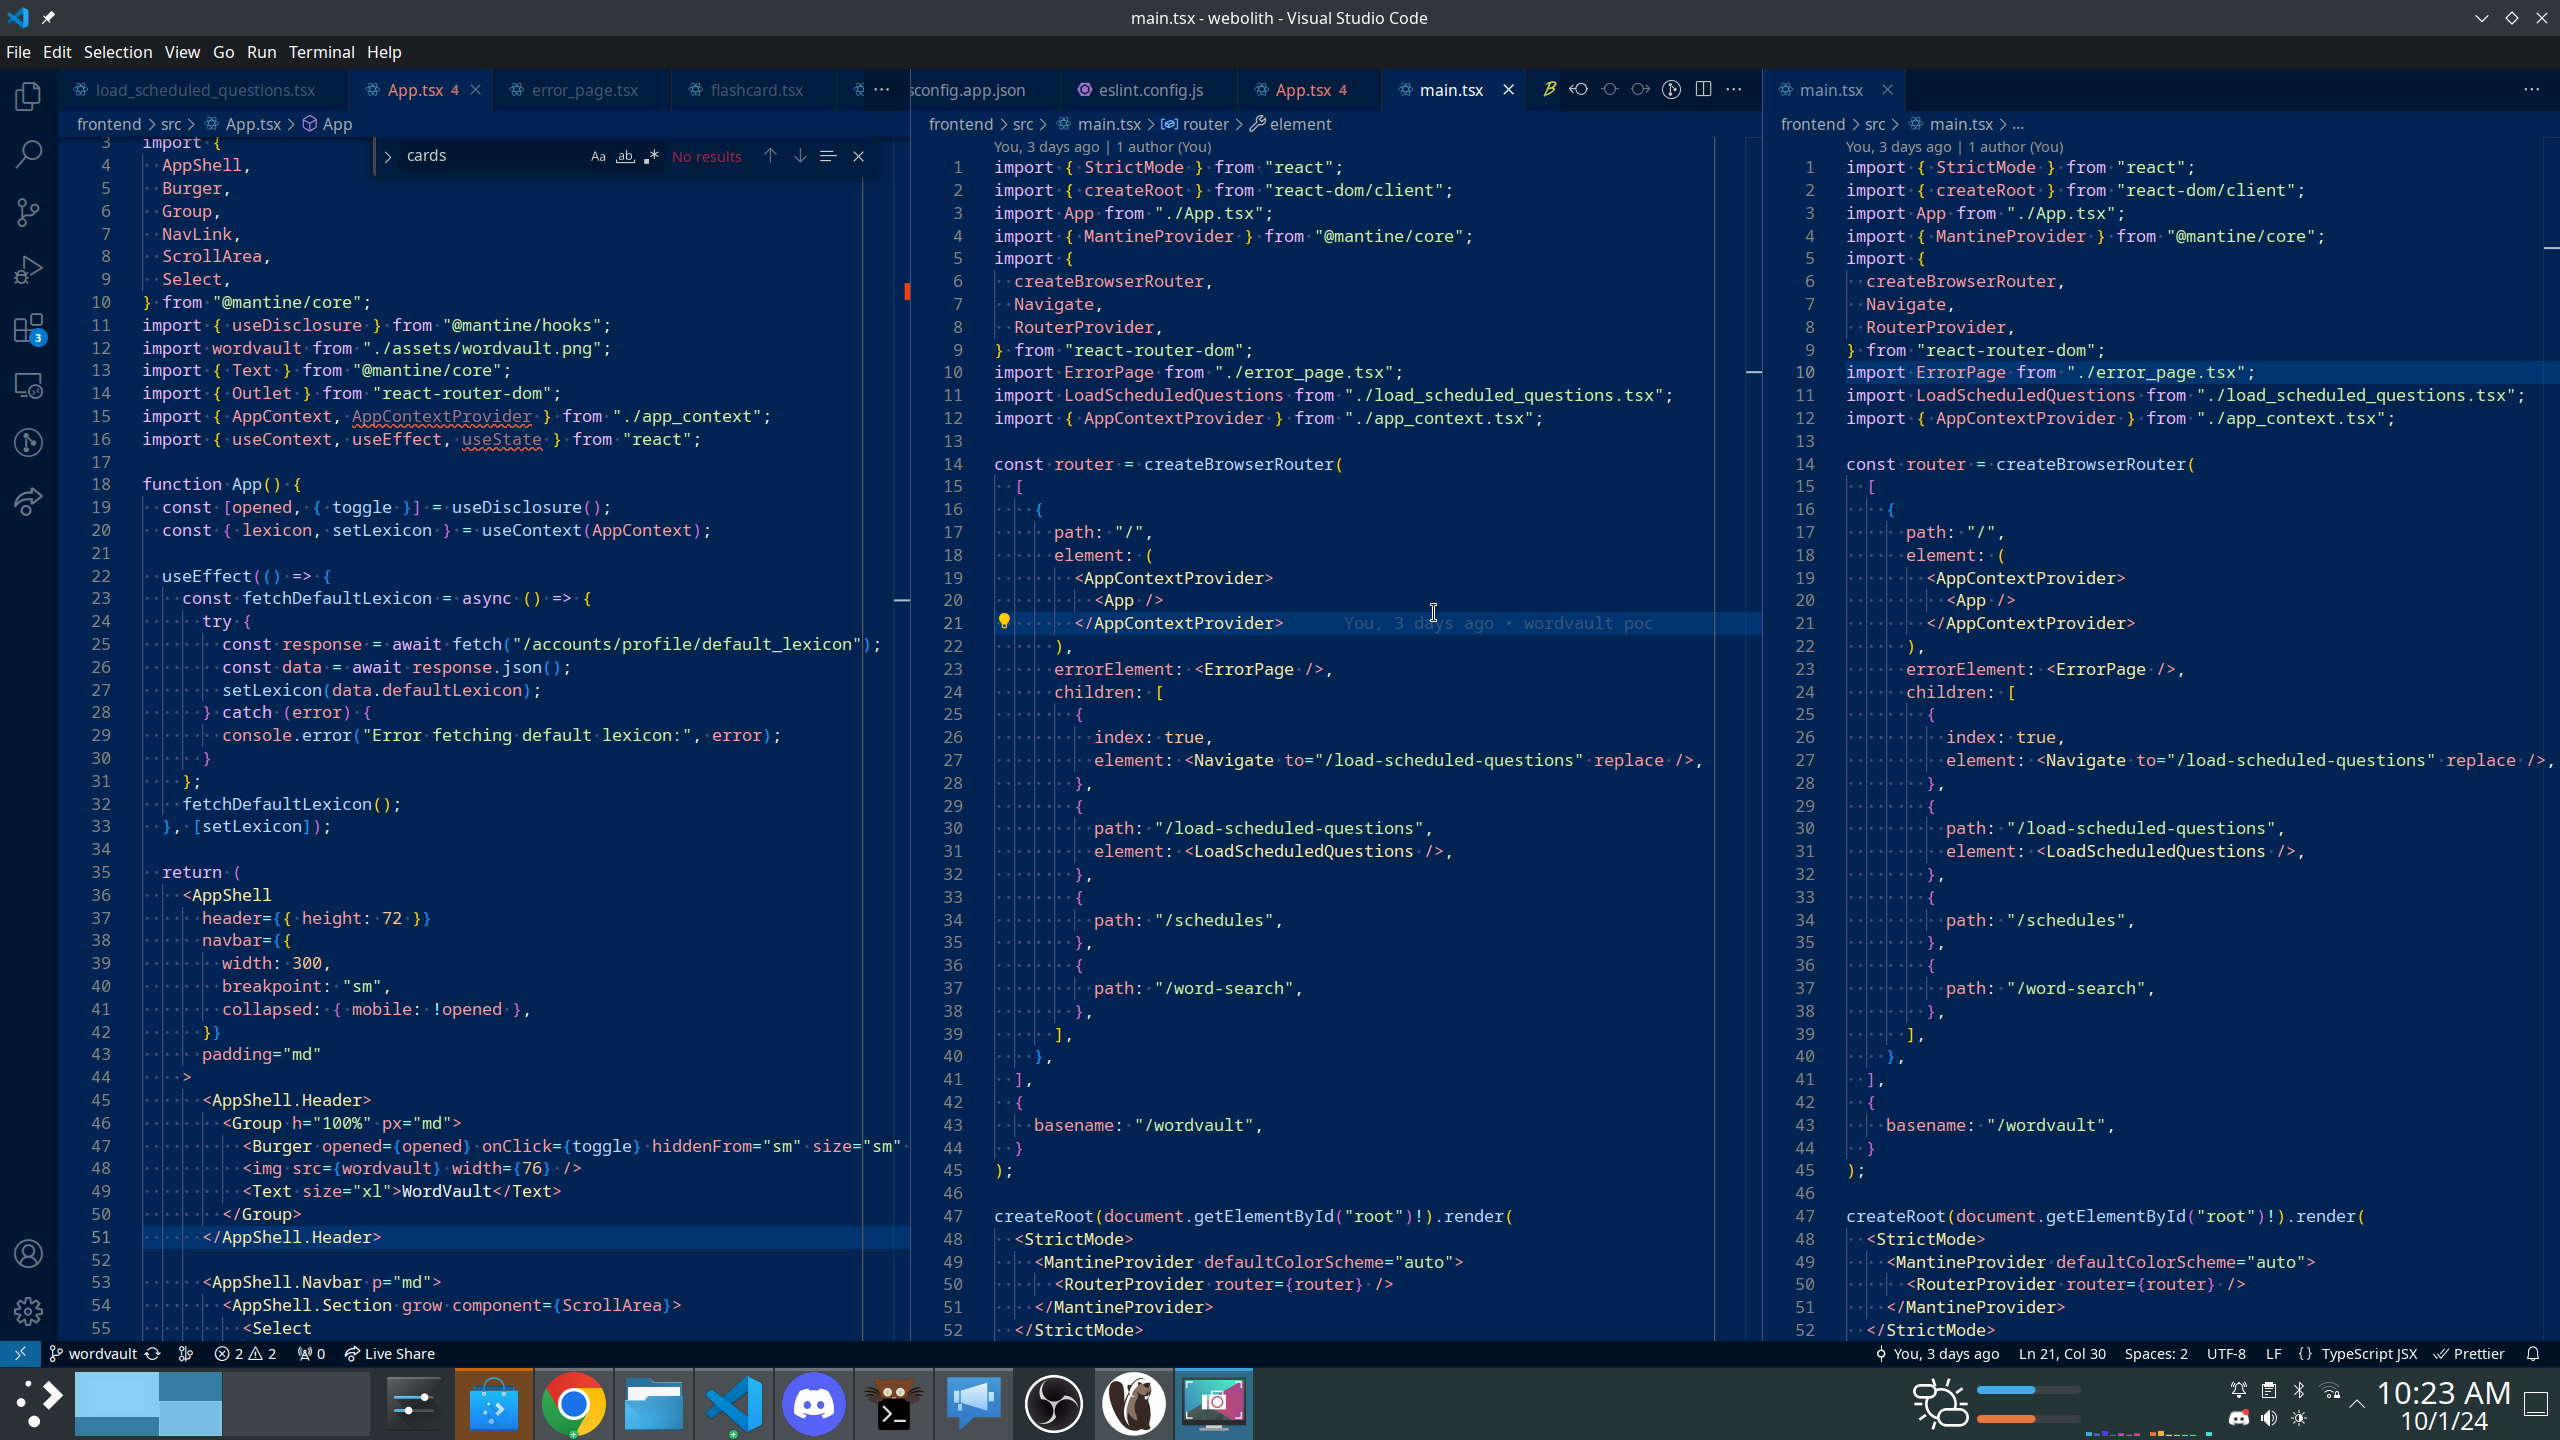 main.tsx - webolith - Visual Studio Code
File Edit Selection View Go Run Terminal Help
load_scheduled_questions.tsx App.tsx 4 error_page.tsx flashcard.tsx ···
frontend > src > App.tsx > App
cards Aa ab, .* No results
3 import {
4 AppShell,
5 Burger,
6 Group,
7 NavLink,
8 ScrollArea,
9 Select,
10 } from "@mantine/core";
11 import { useDisclosure } from "@mantine/hooks";
12 import wordvault from "./assets/wordvault.png";
13 import { Text } from "@mantine/core";
14 import { Outlet } from "react-router-dom";
15 import { AppContext, AppContextProvider } from "./app_context";
16 import { useContext, useEffect, useState } from "react";
17
18 function App() {
19 const [opened, { toggle }] = useDisclosure();
20 const { lexicon, setLexicon } = useContext(AppContext);
21
22 useEffect(() => {
23 const fetchDefaultLexicon = async () => {
24 try {
25 const response = await fetch("/accounts/profile/default_lexicon");
26 const data = await response.json();
27 setLexicon(data.defaultLexicon);
28 } catch (error) {
29 console.error("Error fetching default lexicon:", error);
30 }
31 };
32 fetchDefaultLexicon();
33 }, [setLexicon]);
34
35 return (
36 <AppShell
37 header={{ height: 72 }}
38 navbar={{
39 width: 300,
40 breakpoint: "sm",
41 collapsed: { mobile: !opened },
42 }}
43 padding="md"
44 >
45 <AppShell.Header>
46 <Group h="100%" px="md">
47 <Burger opened={opened} onClick={toggle} hiddenFrom="sm" size="sm"
48 <img src={wordvault} width={76} />
49 <Text size="xl">WordVault</Text>
50 </Group>
51 </AppShell.Header>
52
53 <AppShell.Navbar p="md">
54 <AppShell.Section grow component={ScrollArea}>
55 <Select
sconfig.app.json eslint.config.js App.tsx 4 main.tsx ···
frontend > src > main.tsx > router > element
You, 3 days ago | 1 author (You)
1 import { StrictMode } from "react";
2 import { createRoot } from "react-dom/client";
3 import App from "./App.tsx";
4 import { MantineProvider } from "@mantine/core";
5 import {
6 createBrowserRouter,
7 Navigate,
8 RouterProvider,
9 } from "react-router-dom";
10 import ErrorPage from "./error_page.tsx";
11 import LoadScheduledQuestions from "./load_scheduled_questions.tsx";
12 import { AppContextProvider } from "./app_context.tsx";
13
14 const router = createBrowserRouter(
15 [
16 {
17 path: "/",
18 element: (
19 <AppContextProvider>
20 <App />
21 </AppContextProvider> You, 3 days ago • wordvault poc
22 ),
23 errorElement: <ErrorPage />,
24 children: [
25 {
26 index: true,
27 element: <Navigate to="/load-scheduled-questions" replace />,
28 },
29 {
30 path: "/load-scheduled-questions",
31 element: <LoadScheduledQuestions />,
32 },
33 {
34 path: "/schedules",
35 },
36 {
37 path: "/word-search",
38 },
39 ],
40 },
41 ],
42 {
43 basename: "/wordvault",
44 }
45 );
46
47 createRoot(document.getElementById("root")!).render(
48 <StrictMode>
49 <MantineProvider defaultColorScheme="auto">
50 <RouterProvider router={router} />
51 </MantineProvider>
52 </StrictMode>
main.tsx ···
frontend > src > main.tsx > ...
You, 3 days ago | 1 author (You)
1 import { StrictMode } from "react";
2 import { createRoot } from "react-dom/client";
3 import App from "./App.tsx";
4 import { MantineProvider } from "@mantine/core";
5 import {
6 createBrowserRouter,
7 Navigate,
8 RouterProvider,
9 } from "react-router-dom";
10 import ErrorPage from "./error_page.tsx";
11 import LoadScheduledQuestions from "./load_scheduled_questions.tsx";
12 import { AppContextProvider } from "./app_context.tsx";
13
14 const router = createBrowserRouter(
15 [
16 {
17 path: "/",
18 element: (
19 <AppContextProvider>
20 <App />
21 </AppContextProvider>
22 ),
23 errorElement: <ErrorPage />,
24 children: [
25 {
26 index: true,
27 element: <Navigate to="/load-scheduled-questions" replace />,
28 },
29 {
30 path: "/load-scheduled-questions",
31 element: <LoadScheduledQuestions />,
32 },
33 {
34 path: "/schedules",
35 },
36 {
37 path: "/word-search",
38 },
39 ],
40 },
41 ],
42 {
43 basename: "/wordvault",
44 }
45 );
46
47 createRoot(document.getElementById("root")!).render(
48 <StrictMode>
49 <MantineProvider defaultColorScheme="auto">
50 <RouterProvider router={router} />
51 </MantineProvider>
52 </StrictMode>
3
wordvault 2 2 0 Live Share You, 3 days ago Ln 21, Col 30 Spaces: 2 UTF-8 LF {} TypeScript JSX Prettier
10:23 AM
10/1/24